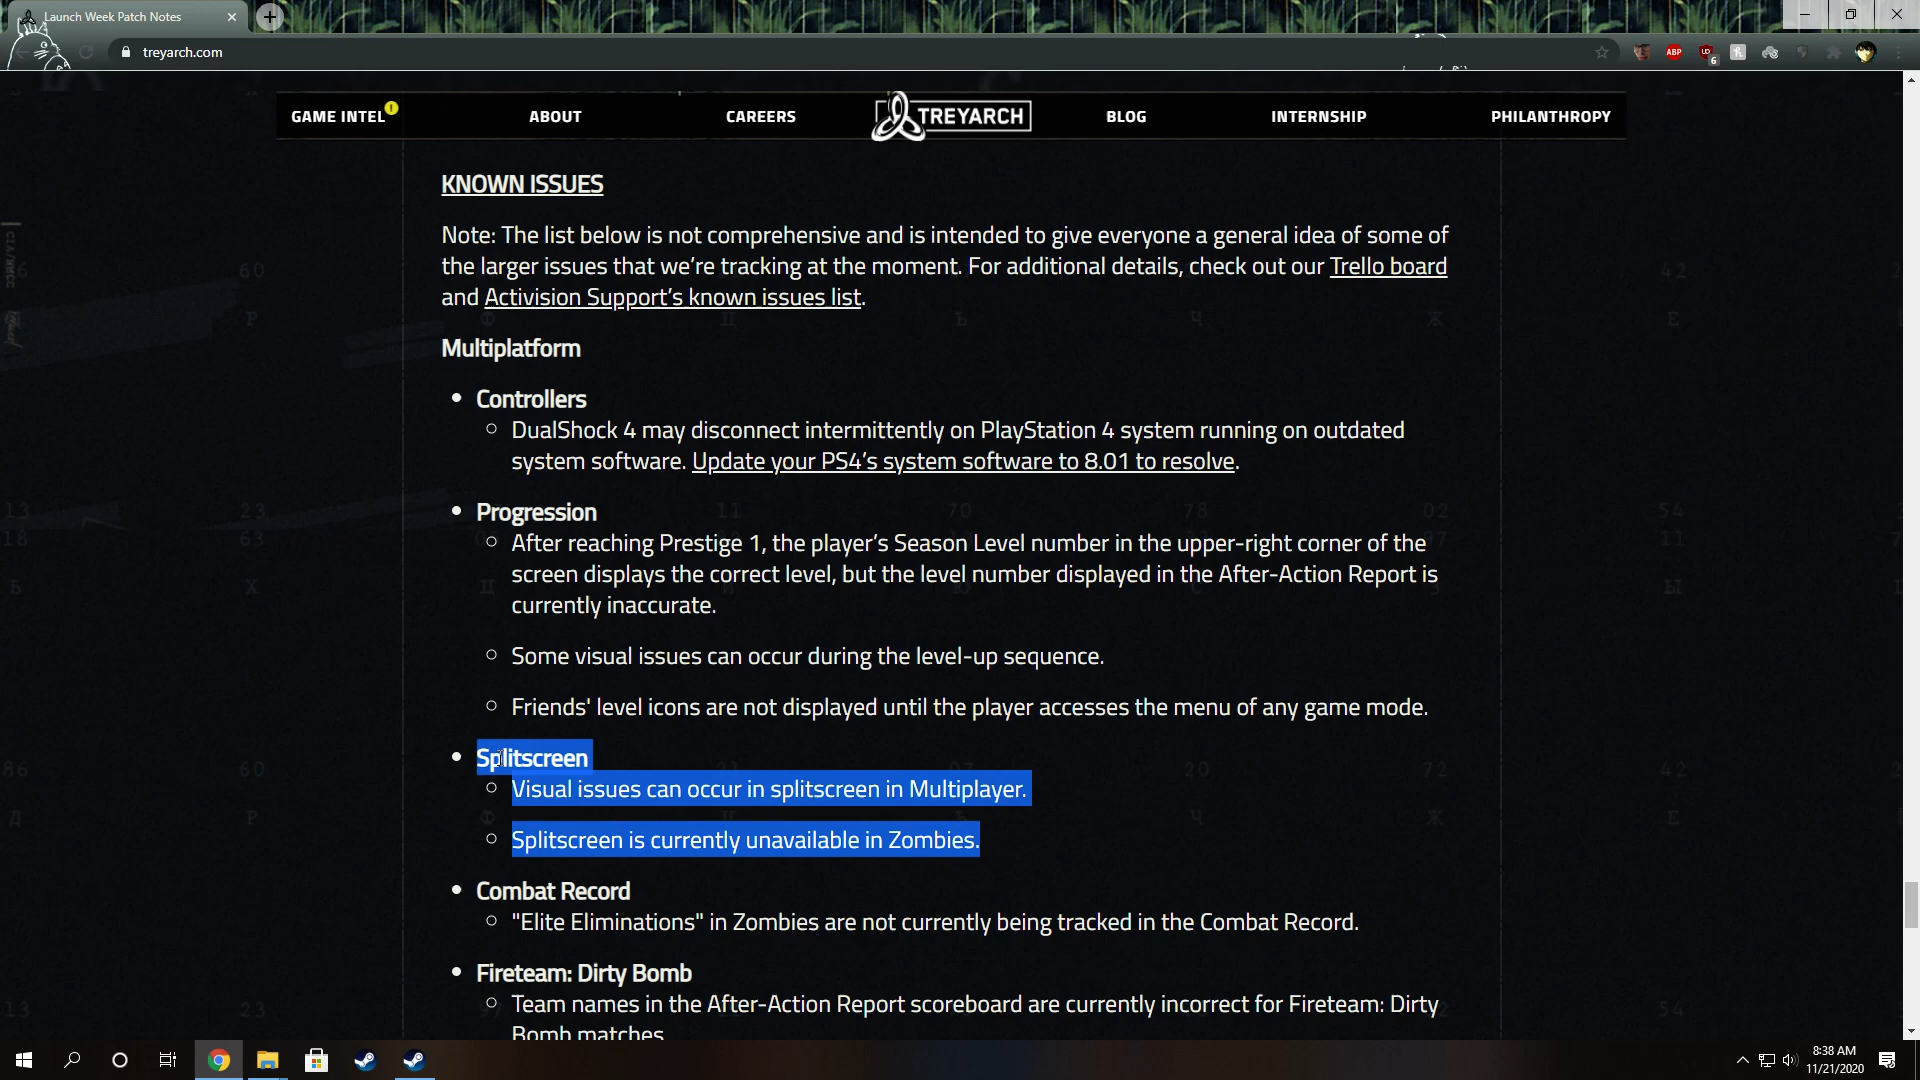 Launch Week Patch Notes
treyarch.com
ABP
6
GAME INTEL
ABOUT
CAREERS
TREYARCH
BLOG
INTERNSHIP
PHILANTHROPY
KNOWN ISSUES
Note: The list below is not comprehensive and is intended to give everyone a general idea of some of
the larger issues that we're tracking at the moment. For additional details, check out our Trello board
and Activision Support's known issues list.
Multiplatform
Controllers
DualShock 4 may disconnect intermittently on PlayStation 4 system running on outdated
system software. Update your PS4's system software to 8.01 to resolve.
Progression
After reaching Prestige 1, the player's Season Level number in the upper-right corner of the
screen displays the correct level, but the level number displayed in the After-Action Report is
currently inaccurate.
Some visual issues can occur during the level-up sequence.
Friends' level icons are not displayed until the player accesses the menu of any game mode.
Splitscreen
Visual issues can occur in splitscreen in Multiplayer.
Splitscreen is currently unavailable in Zombies.
Combat Record
"Elite Eliminations" in Zombies are not currently being tracked in the Combat Record.
Fireteam: Dirty Bomb
Team names in the After-Action Report scoreboard are currently incorrect for Fireteam: Dirty
Bomb matches.
8:38 AM
11/21/2020